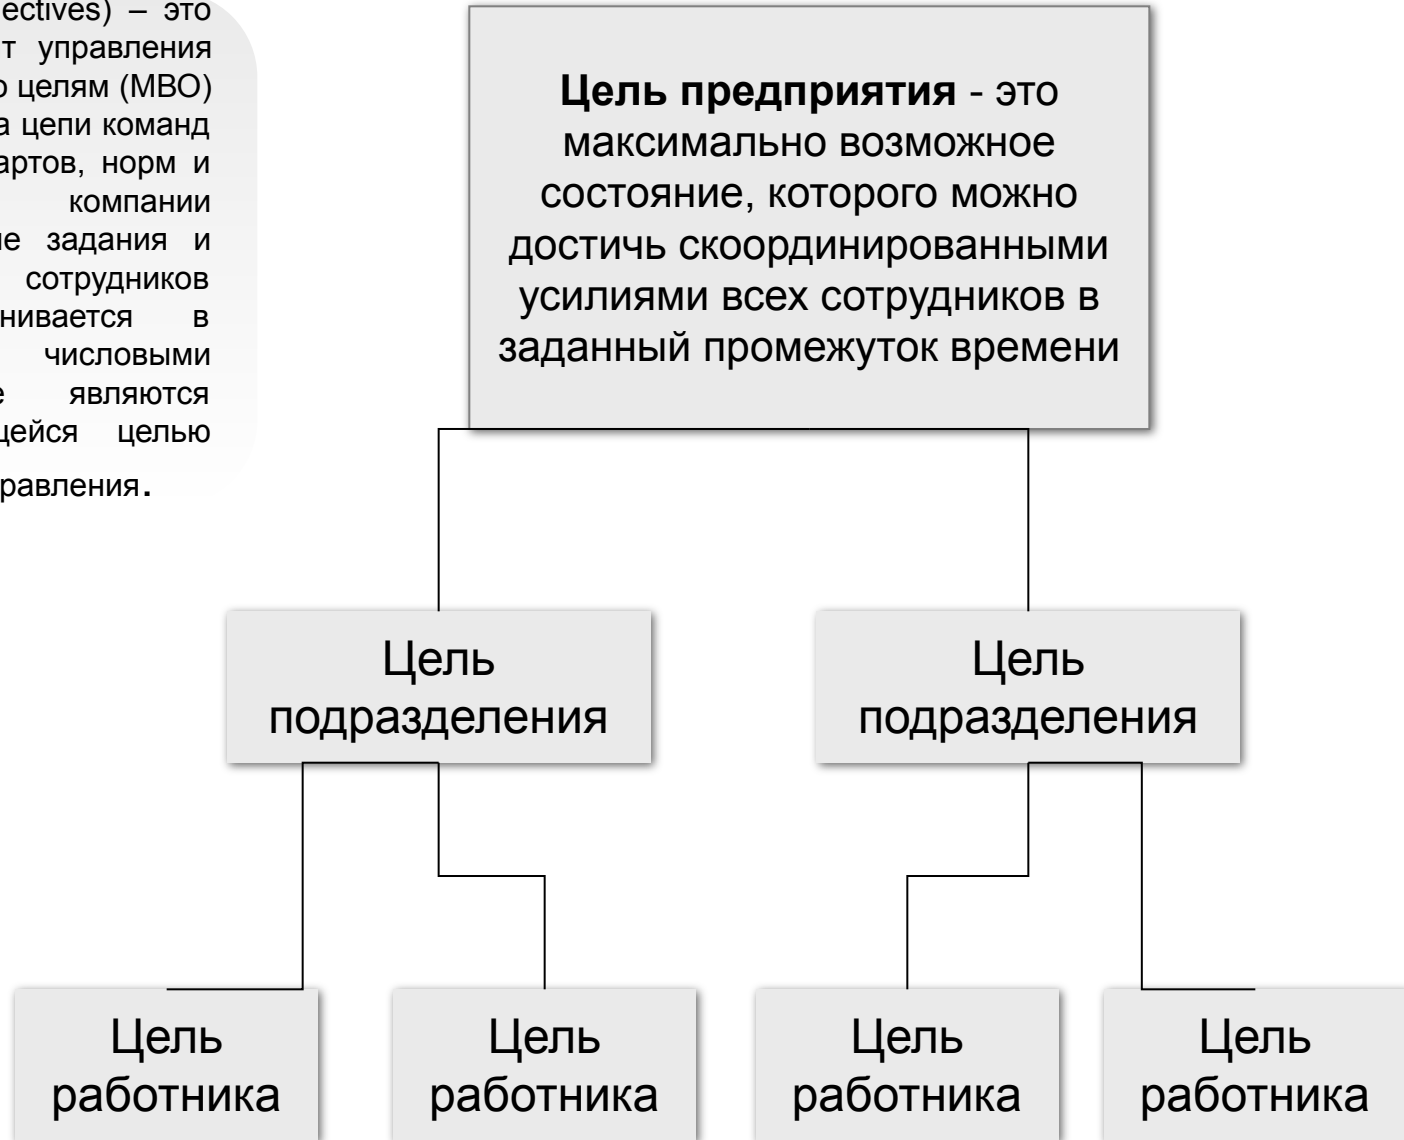 ectives) – это
т управления
о целям (МВО)
а цепи команд
артов, норм и
компании
ие задания и
сотрудников
нивается в
числовыми
е являются
щейся целью
равления.
Цель предприятия - это
максимально возможное
состояние, которого можно
достичь скоординированными
усилиями всех сотрудников в
заданный промежуток времени
Цель
подразделения
Цель
подразделения
Цель
работника
Цель
работника
Цель
работника
Цель
работника